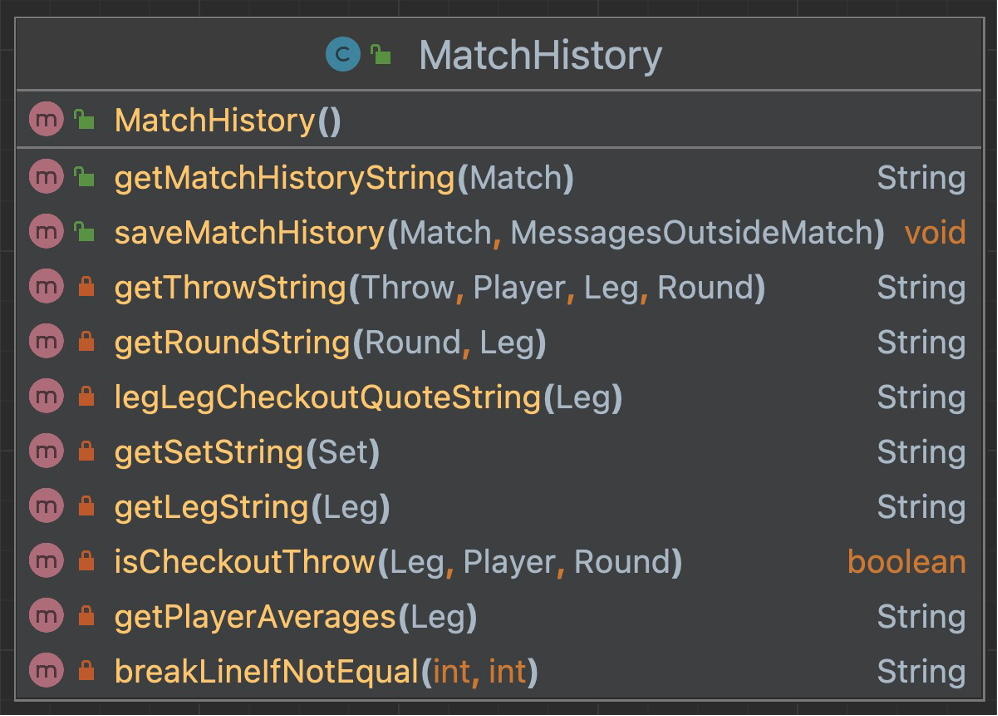 C MatchHistory
m MatchHistory()
m getMatchHistoryString(Match) String
m saveMatchHistory(Match, MessagesOutsideMatch) void
m getThrowString(Throw, Player, Leg, Round) String
m getRoundString(Round, Leg) String
m legLegCheckoutQuoteString(Leg) String
m getSetString(Set) String
m getLegString(Leg) String
m isCheckoutThrow(Leg, Player, Round) boolean
m getPlayerAverages(Leg) String
m breakLineIfNotEqual(int, int) String